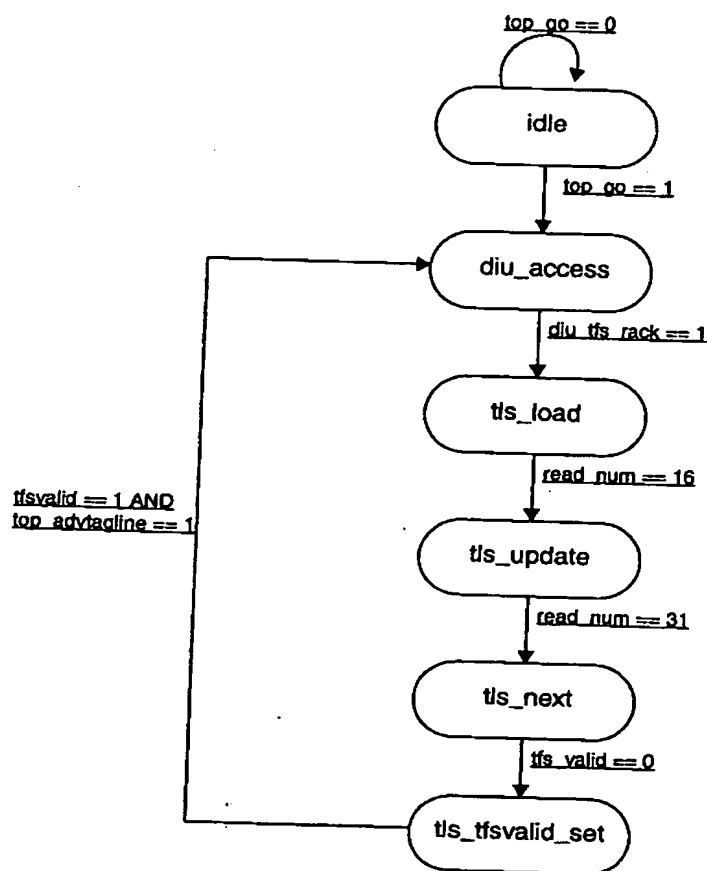 top_go == 0
idle
top_go == 1
diu_access
diu_tfs_rack == 1
tls_load
read_num == 16
tfsvalid == 1 AND
top_advtagline == 1
tls_update
read_num == 31
tls_next
tfs_valid == 0
tls_tfsvalid_set